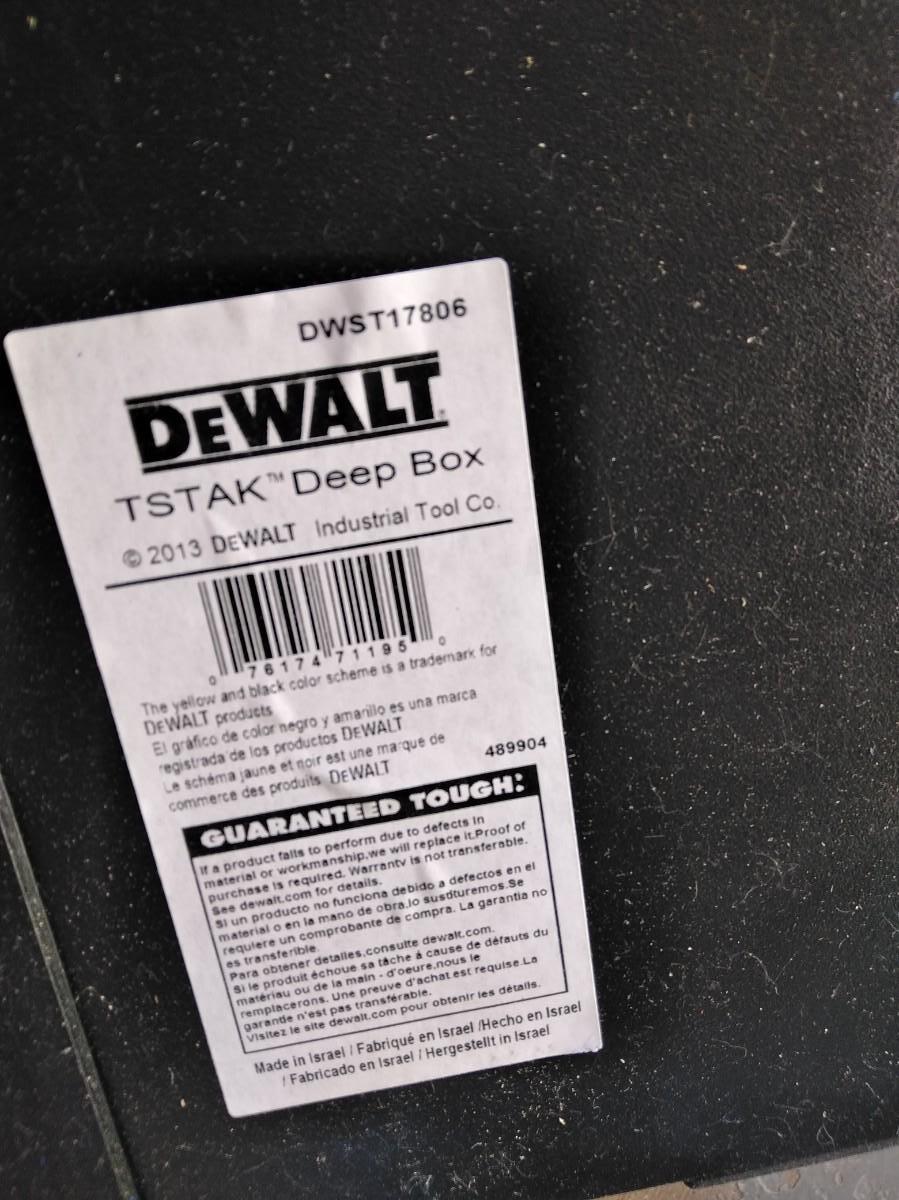 DWST17806
DEWALT®
TSTAK™ Deep Box
© 2013 DEWALT Industrial Tool Co.
0 76174 71195 0
The yellow and black color scheme is a trademark for
DEWALT products
El gráfico de color negro y amarillo es una marca
registrada de los productos DEWALT
Le schéma jaune et noir est une marque de
commerce des produits DEWALT
489904
GUARANTEED TOUGH:
If a product fails to perform due to defects in
material or workmanship,we will replace it.Proof of
purchase is required. Warranty is not transferable.
See dewalt.com for details.
Si un producto no funciona debido a defectos en el
material o en la mano de obra,lo sustituremos.Se
requiere un comprobante de compra. La garantia no
es transferible.
Para obtener detalles,consulte dewalt.com.
Si le produit échoue sa tâche à cause de défauts du
matériau ou de la main - d'oeure,nous le
remplacerons. Une preuve d'achat est requise.La
garantie n'est pas transférable.
Visitez le site dewalt.com pour obtenir les détails.
Made in Israel / Fabriqué en Israel /Hecho en Israel
/ Fabricado en Israel / Hergestellt in Israel